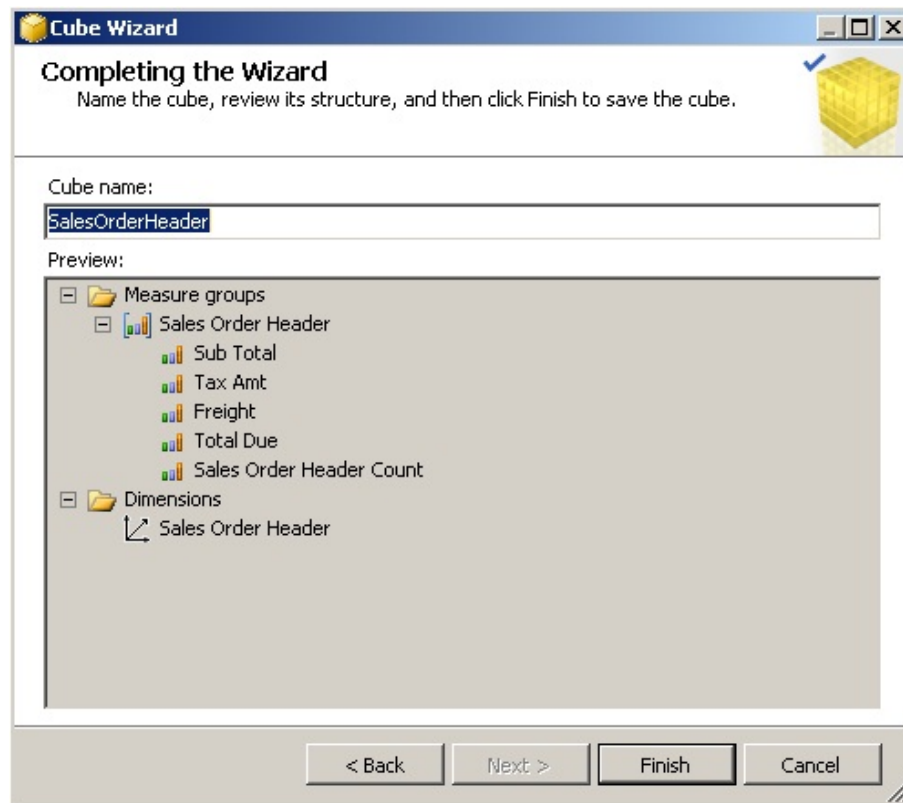 Cube Wizard
Completing the Wizard
Name the cube, review its structure, and then click Finish to save the cube.
Cube name:
SalesOrderHeader
Preview:
Measure groups
Sales Order Header
Sub Total
Tax Amt
Freight
Total Due
Sales Order Header Count
Dimensions
Sales Order Header
< Back Next > Finish Cancel